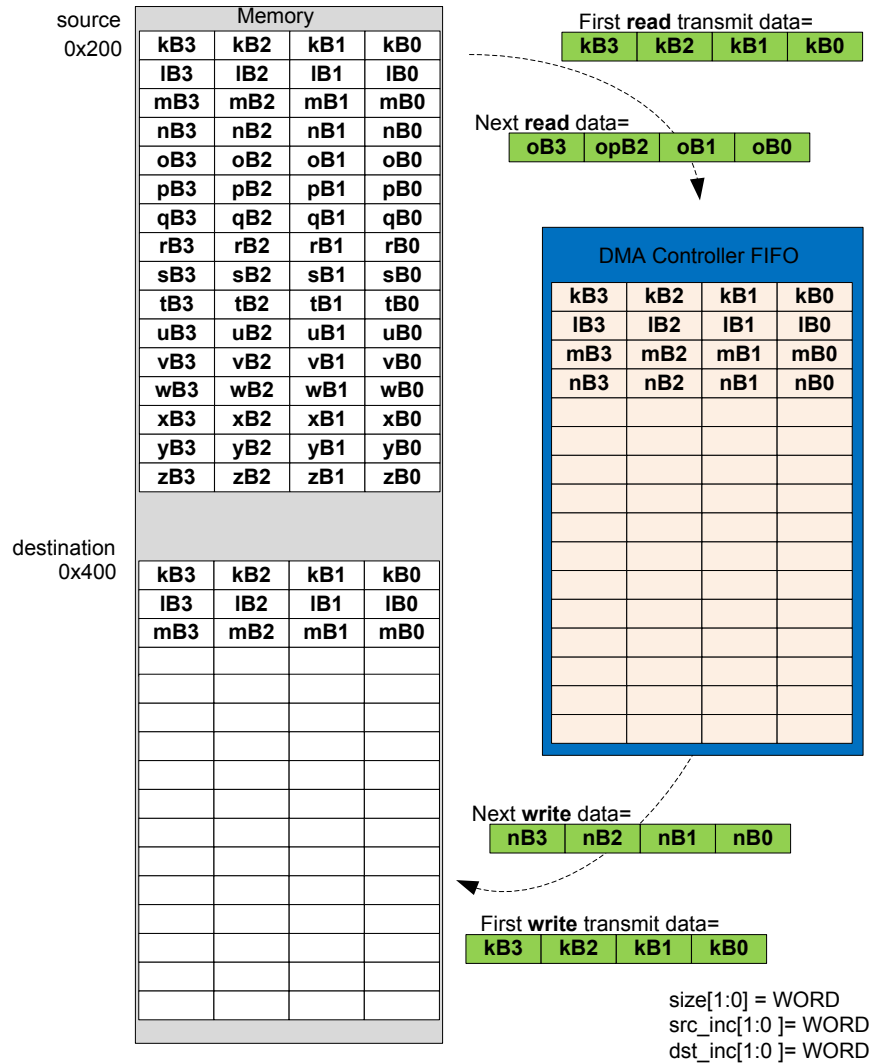 source
0x200
Memory
kB3 kB2 kB1 kB0
lB3 lB2 lB1 lB0
mB3 mB2 mB1 mB0
nB3 nB2 nB1 nB0
oB3 oB2 oB1 oB0
pB3 pB2 pB1 pB0
qB3 qB2 qB1 qB0
rB3 rB2 rB1 rB0
sB3 sB2 sB1 sB0
tB3 tB2 tB1 tB0
uB3 uB2 uB1 uB0
vB3 vB2 vB1 vB0
wB3 wB2 wB1 wB0
xB3 xB2 xB1 xB0
yB3 yB2 yB1 yB0
zB3 zB2 zB1 zB0
destination
0x400
kB3 kB2 kB1 kB0
lB3 lB2 lB1 lB0
mB3 mB2 mB1 mB0
First read transmit data=
kB3 kB2 kB1 kB0
Next read data=
oB3 opB2 oB1 oB0
DMA Controller FIFO
kB3 kB2 kB1 kB0
lB3 lB2 lB1 lB0
mB3 mB2 mB1 mB0
nB3 nB2 nB1 nB0
Next write data=
nB3 nB2 nB1 nB0
First write transmit data=
kB3 kB2 kB1 kB0
size[1:0] = WORD
src_inc[1:0 ]= WORD
dst_inc[1:0 ]= WORD